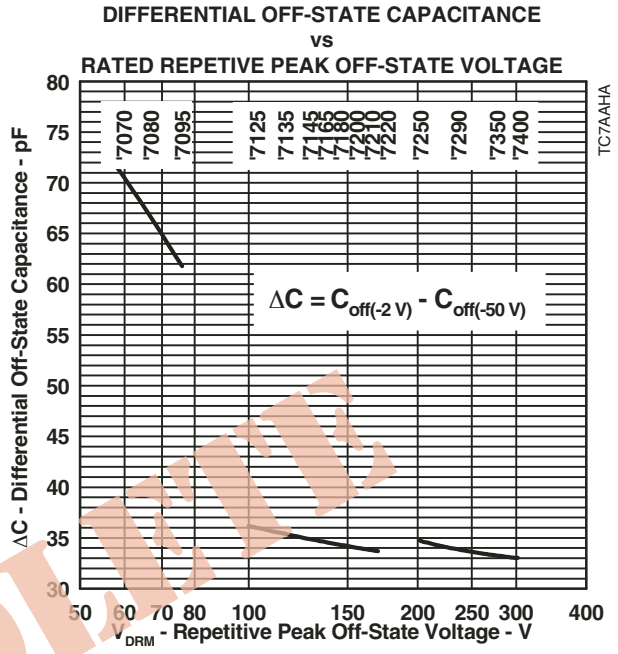 DIFFERENTIAL OFF-STATE CAPACITANCE
vs
RATED REPETIVE PEAK OFF-STATE VOLTAGE
TC7AAHA
ΔC - Differential Off-State Capacitance - pF
80
75
70
65
60
55
50
45
40
35
30
'7070
'7080
'7095
'7125
'7135
'7145
'7165
'7180
'7200
'7210
'7220
'7250
'7290
'7350
'7400
ΔC = Coff(-2 V) - Coff(-50 V)
50 60 70 80 100 150 200 250 300 400
VDRM - Repetitive Peak Off-State Voltage - V
OLETE